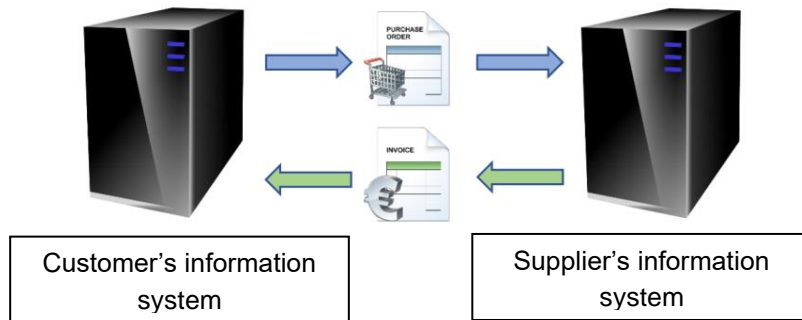 PURCHASE
ORDER
INVOICE
Customer’s information
system
Supplier’s information
system